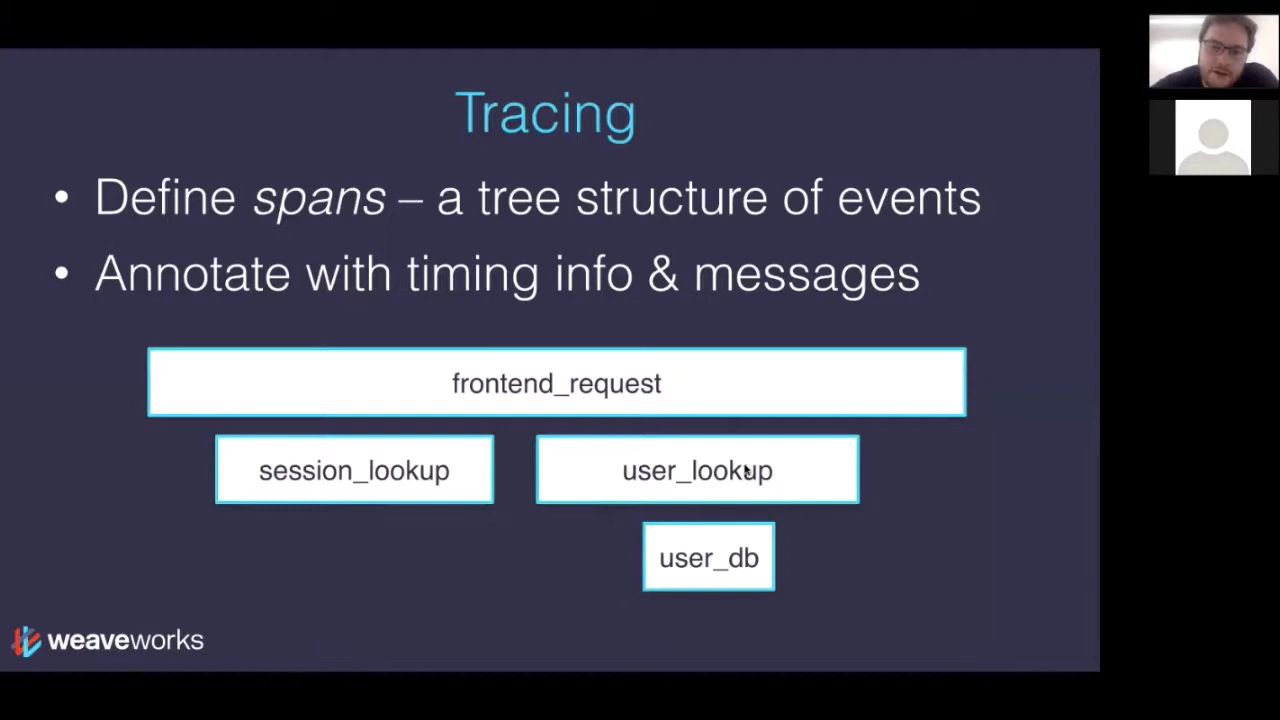 Tracing
• Define spans – a tree structure of events
• Annotate with timing info & messages
frontend_request
session_lookup
user_lookup
user_db
weaveworks